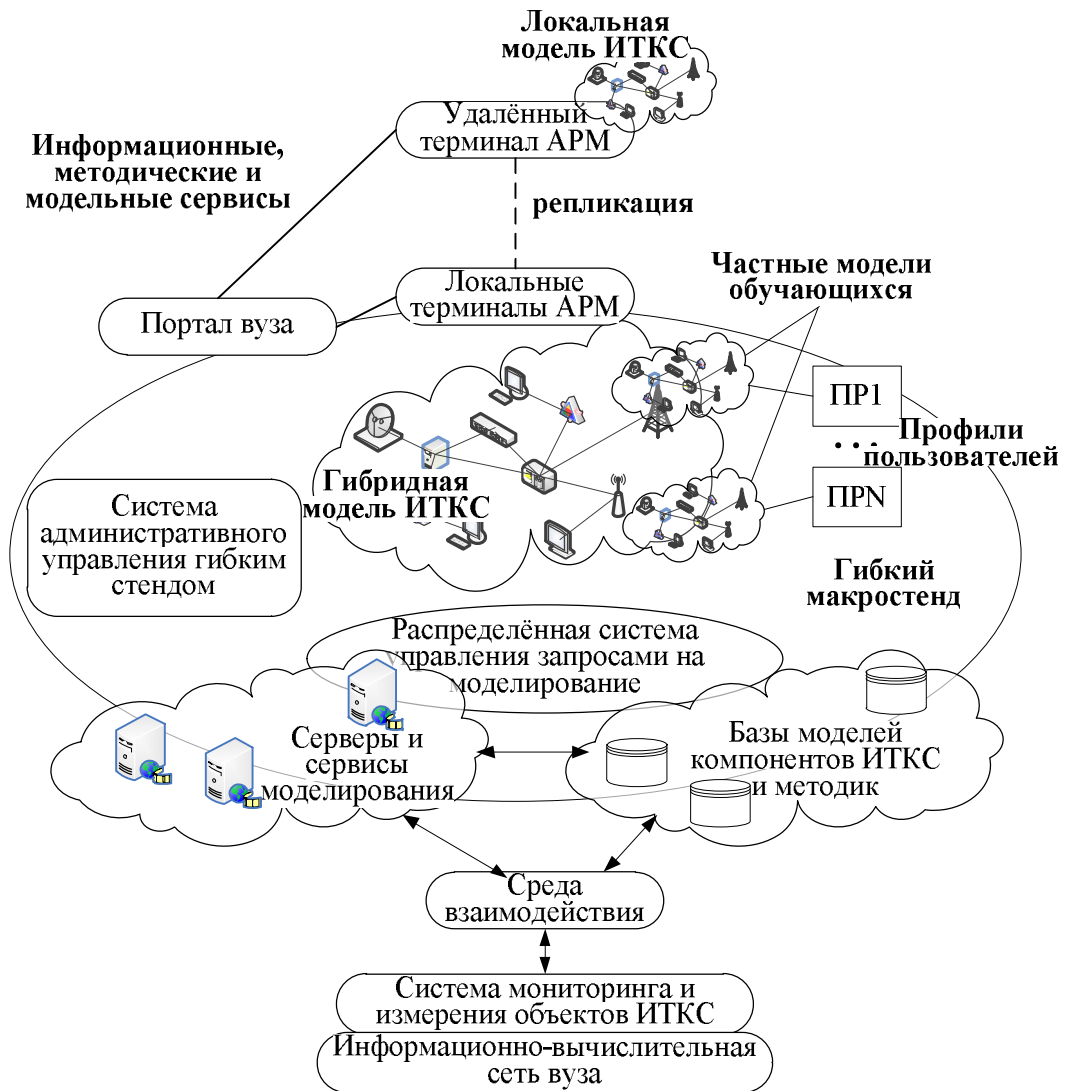 Локальная
модель ИТКС
Удалённый
терминал АРМ
Информационные,
методические и
модельные сервисы
репликация
Частные модели
обучающихся
Локальные
терминалы АРМ
Портал вуза
ПР1
...
Профили
пользователей
ПРN
Гибридная
модель ИТКС
Система
административного
управления гибким
стендом
Гибкий
макростенд
Распределённая система
управления запросами на
моделирование
Серверы и
сервисы
моделирования
Базы моделей
компонентов ИТКС
и методик
Среда
взаимодействия
Система мониторинга и
измерения объектов ИТКС
Информационно-вычислительная
сеть вуза